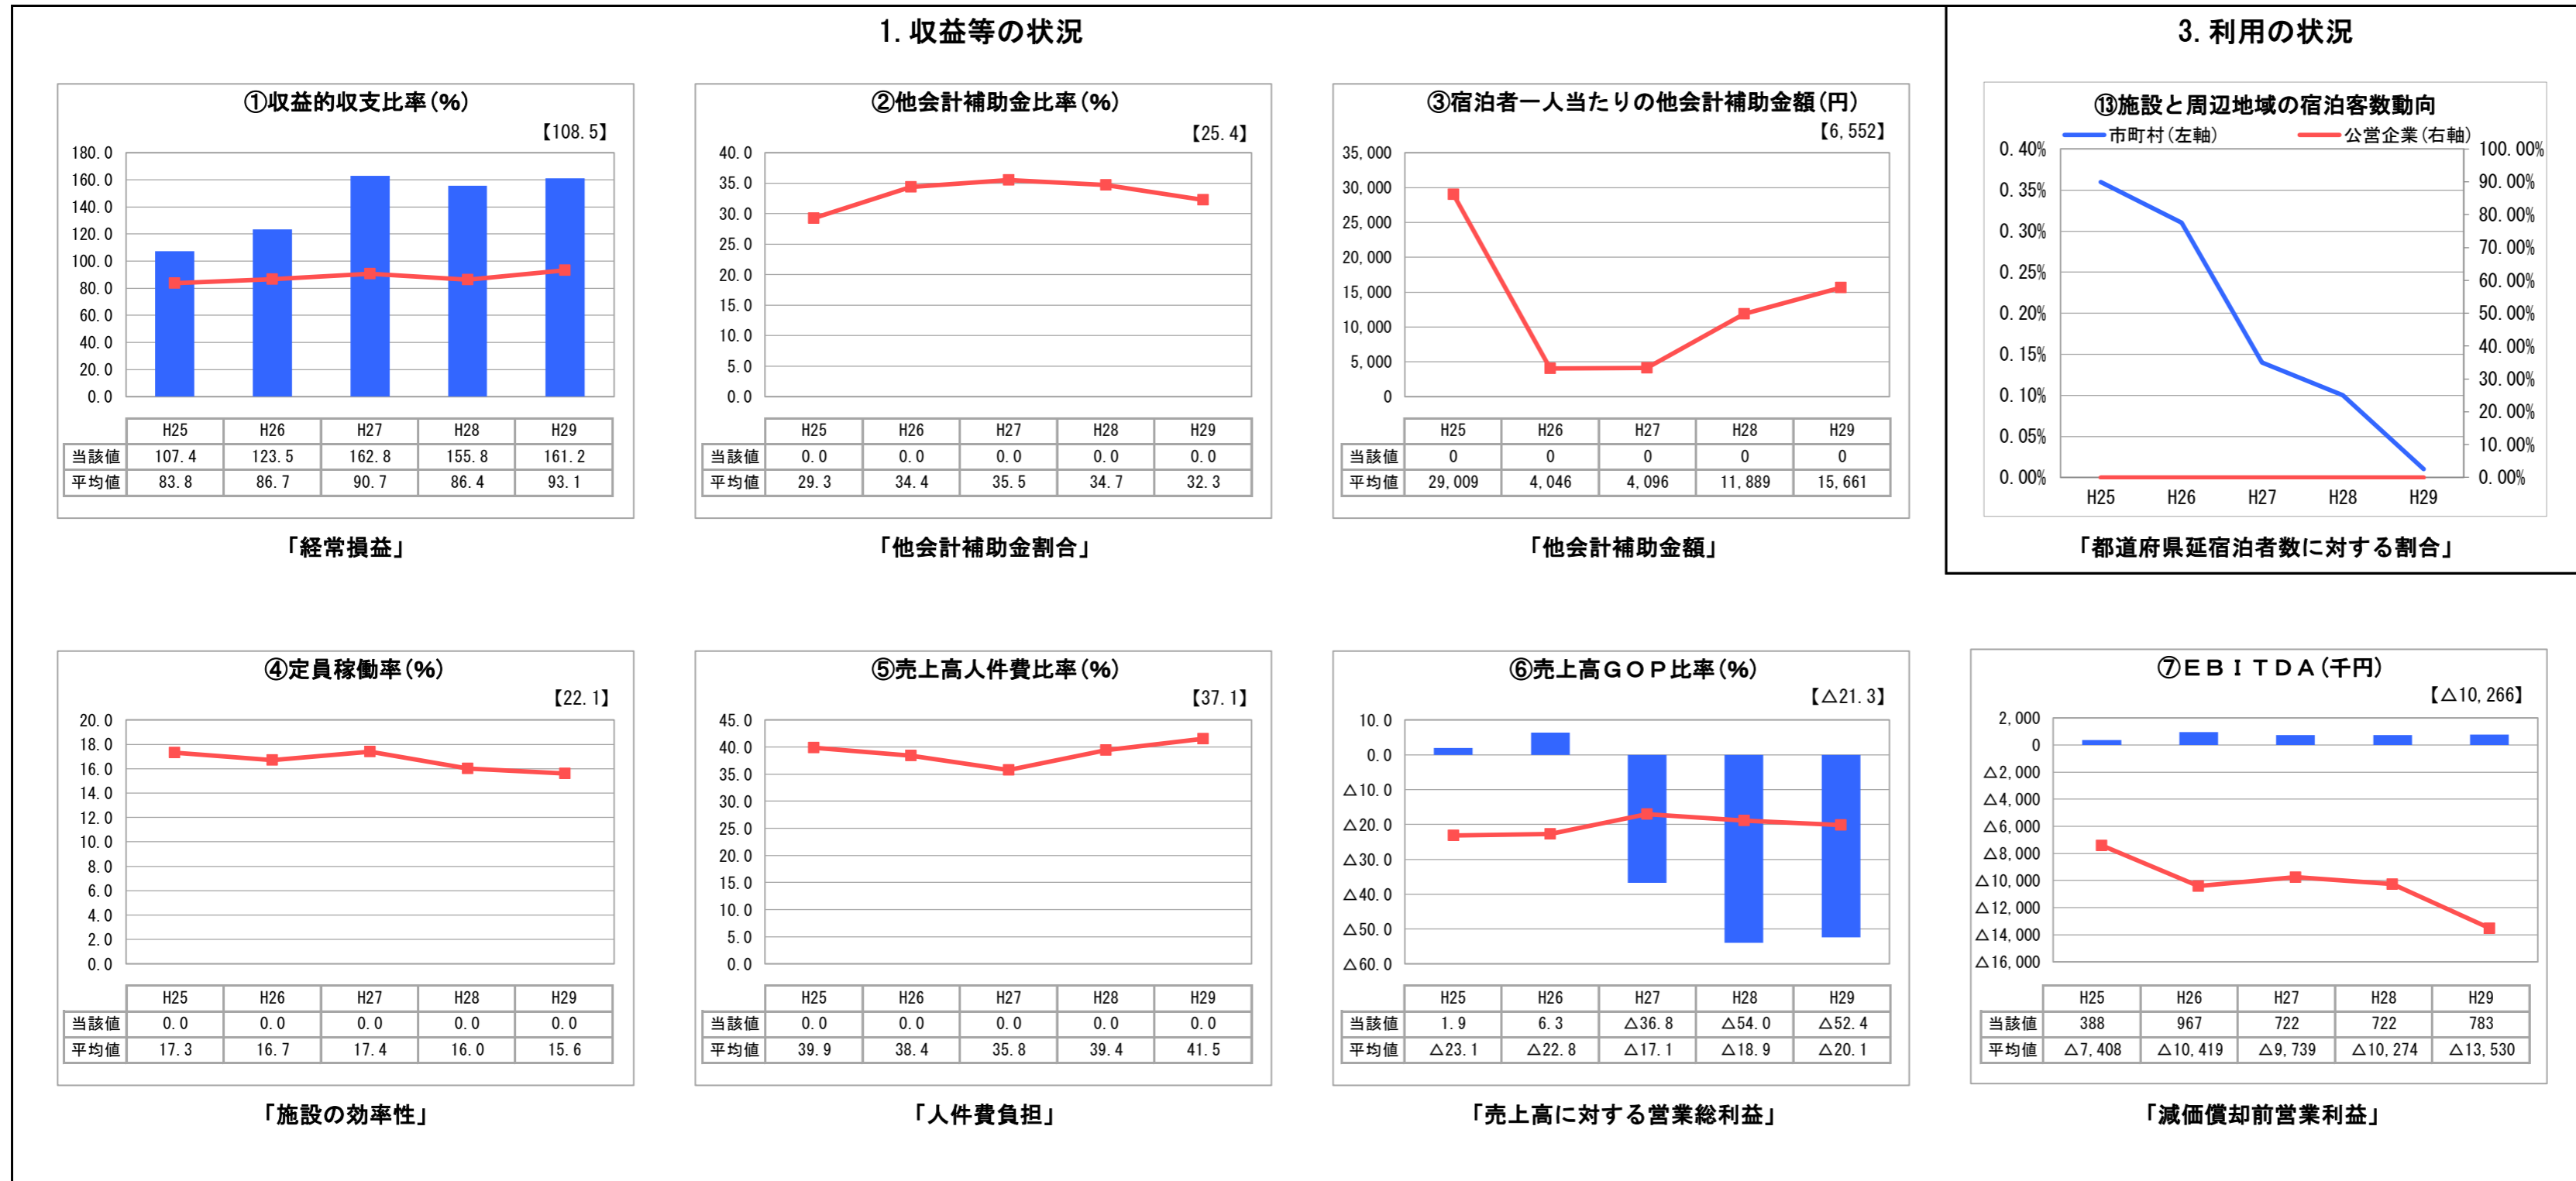 1. 収益等の状況
3. 利用の状況
①収益的収支比率(%)
【108.5】
180.0
160.0
140.0
120.0
100.0
80.0
60.0
40.0
20.0
0.0
H25 H26 H27 H28 H29
当該値 107.4 123.5 162.8 155.8 161.2
平均値 83.8 86.7 90.7 86.4 93.1
「経常損益」
②他会計補助金比率(%)
【25.4】
40.0
35.0
30.0
25.0
20.0
15.0
10.0
5.0
0.0
H25 H26 H27 H28 H29
当該値 0.0 0.0 0.0 0.0 0.0
平均値 29.3 34.4 35.5 34.7 32.3
「他会計補助金割合」
③宿泊者一人当たりの他会計補助金額(円)
【6,552】
35,000
30,000
25,000
20,000
15,000
10,000
5,000
0
H25 H26 H27 H28 H29
当該値 0 0 0 0 0
平均値 29,009 4,046 4,096 11,889 15,661
「他会計補助金額」
⑬施設と周辺地域の宿泊客数動向
市町村(左軸) 公営企業(右軸)
0.40% 100.00%
0.35% 90.00%
0.30% 80.00%
0.25% 70.00%
0.20% 60.00%
0.15% 50.00%
0.10% 40.00%
0.05% 30.00%
0.00% 20.00%
10.00%
0.00%
H25 H26 H27 H28 H29
「都道府県延宿泊者数に対する割合」
④定員稼働率(%)
【22.1】
20.0
18.0
16.0
14.0
12.0
10.0
8.0
6.0
4.0
2.0
0.0
H25 H26 H27 H28 H29
当該値 0.0 0.0 0.0 0.0 0.0
平均値 17.3 16.7 17.4 16.0 15.6
「施設の効率性」
⑤売上高人件費比率(%)
【37.1】
45.0
40.0
35.0
30.0
25.0
20.0
15.0
10.0
5.0
0.0
H25 H26 H27 H28 H29
当該値 0.0 0.0 0.0 0.0 0.0
平均値 39.9 38.4 35.8 39.4 41.5
「人件費負担」
⑥売上高ＧＯＰ比率(%)
【△21.3】
10.0
0.0
△10.0
△20.0
△30.0
△40.0
△50.0
△60.0
H25 H26 H27 H28 H29
当該値 1.9 6.3 △36.8 △54.0 △52.4
平均値 △23.1 △22.8 △17.1 △18.9 △20.1
「売上高に対する営業総利益」
⑦ＥＢＩＴＤＡ(千円)
【△10,266】
2,000
0
△2,000
△4,000
△6,000
△8,000
△10,000
△12,000
△14,000
△16,000
H25 H26 H27 H28 H29
当該値 388 967 722 722 783
平均値 △7,408 △10,419 △9,739 △10,274 △13,530
「減価償却前営業利益」